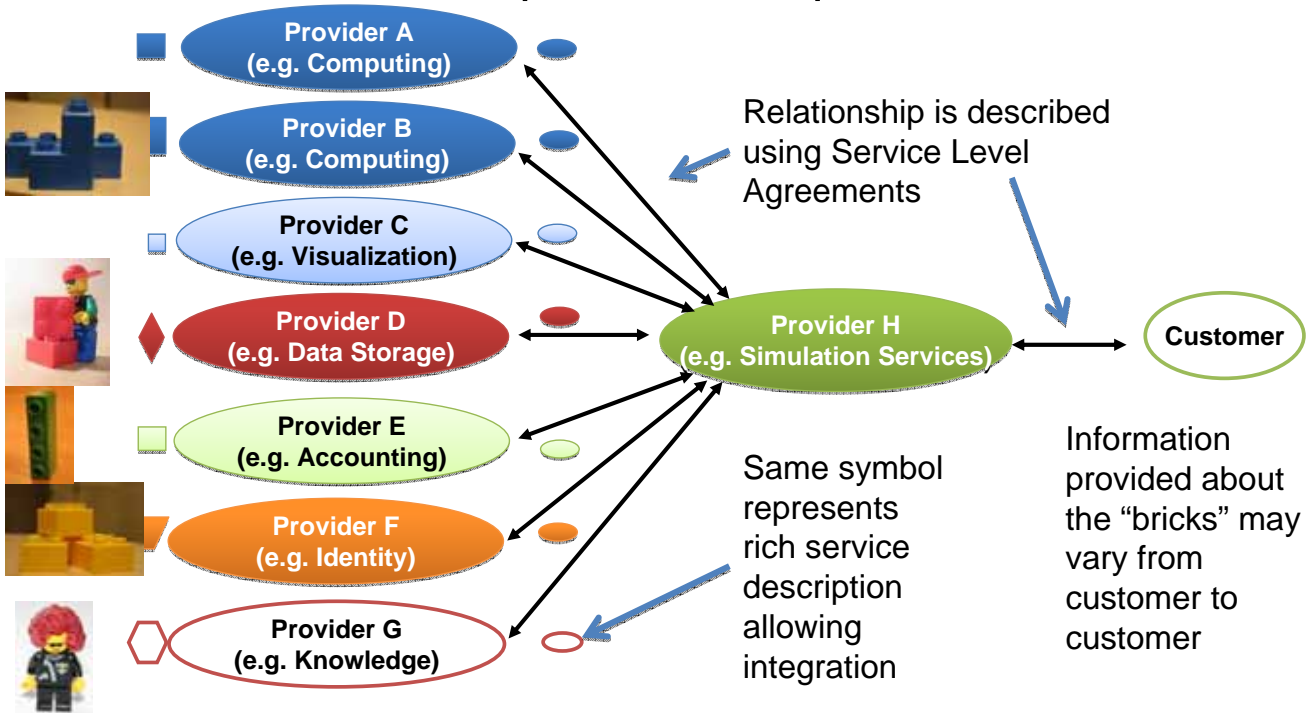 Provider A
(e.g. Computing)
Provider B
(e.g. Computing)
Provider C
(e.g. Visualization)
Provider D
(e.g. Data Storage)
Provider E
(e.g. Accounting)
Provider F
(e.g. Identity)
Provider G
(e.g. Knowledge)
Relationship is described
using Service Level
Agreements
Provider H
(e.g. Simulation Services)
Customer
Same symbol
represents
rich service
description
allowing
integration
Information
provided about
the “bricks” may
vary from
customer to
customer